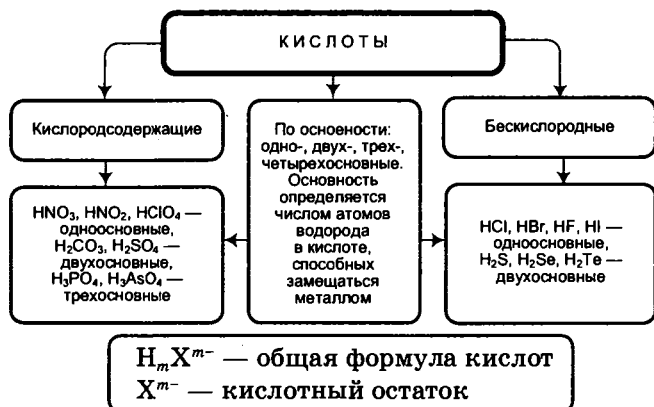 КИСЛОТЫ
Кислородсодержащие
HNO₃, HNO₂, HClO₄ —
одноосновные,
H₂CO₃, H₂SO₄ —
двухосновные,
H₃PO₄, H₃AsO₄ —
трехосновные
По осноености:
одно-, двух-, трех-,
четырехосновные.
Основность
определяется
числом атомов
водорода
в кислоте,
способных
замещаться
металлом
Бескислородные
HCl, HBr, HF, HI —
одноосновные,
H₂S, H₂Se, H₂Te —
двухосновные
HₘXᵐ⁻ — общая формула кислот
Xᵐ⁻ — кислотный остаток